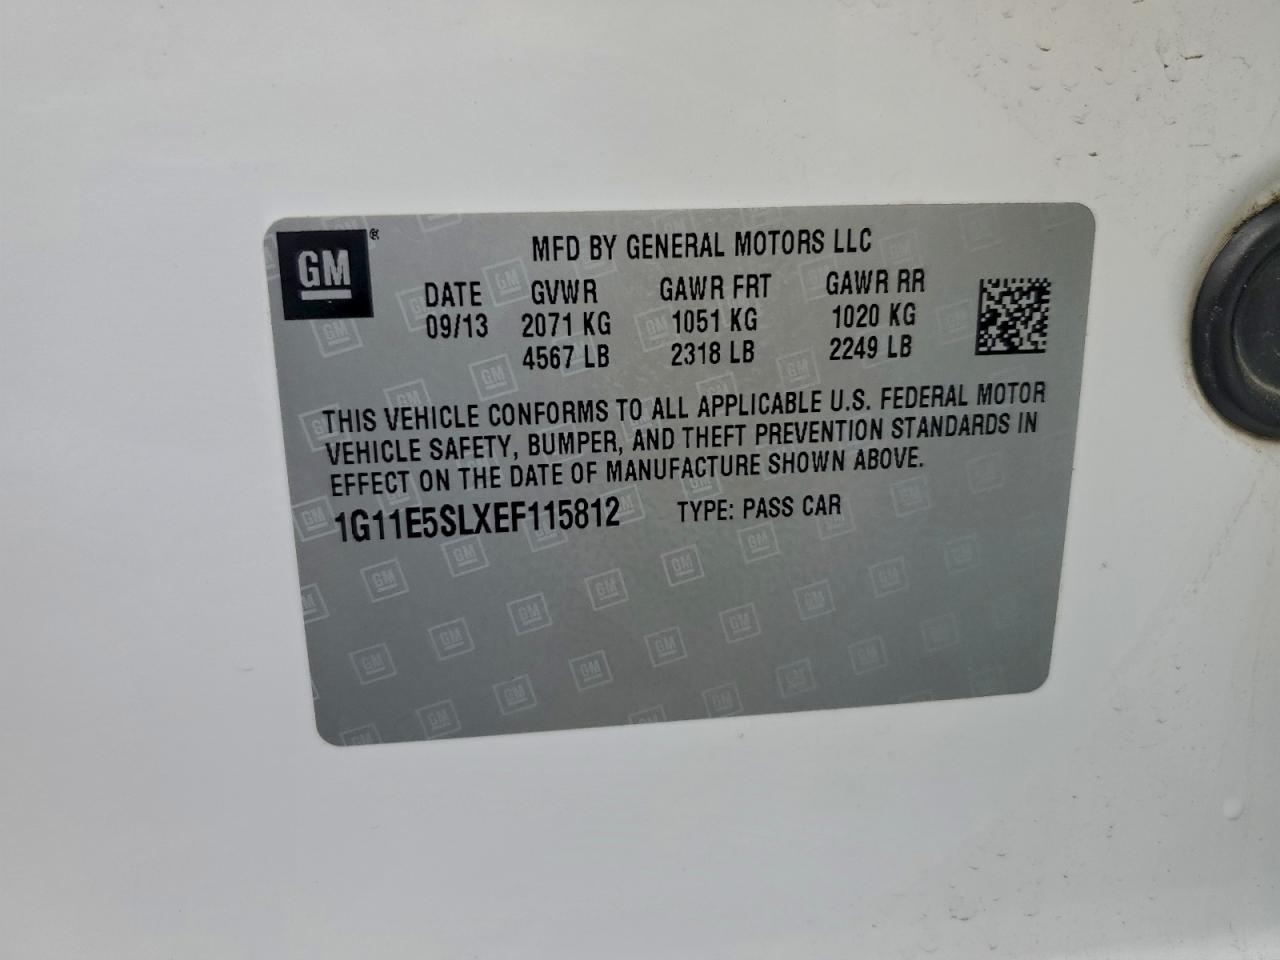 GM®
MFD BY GENERAL MOTORS LLC
DATE GVWR GAWR FRT GAWR RR
09/13 2071 KG 1051 KG 1020 KG
4567 LB 2318 LB 2249 LB
THIS VEHICLE CONFORMS TO ALL APPLICABLE U.S. FEDERAL MOTOR
VEHICLE SAFETY, BUMPER, AND THEFT PREVENTION STANDARDS IN
EFFECT ON THE DATE OF MANUFACTURE SHOWN ABOVE.
1G11E5SLXEF115812 TYPE: PASS CAR